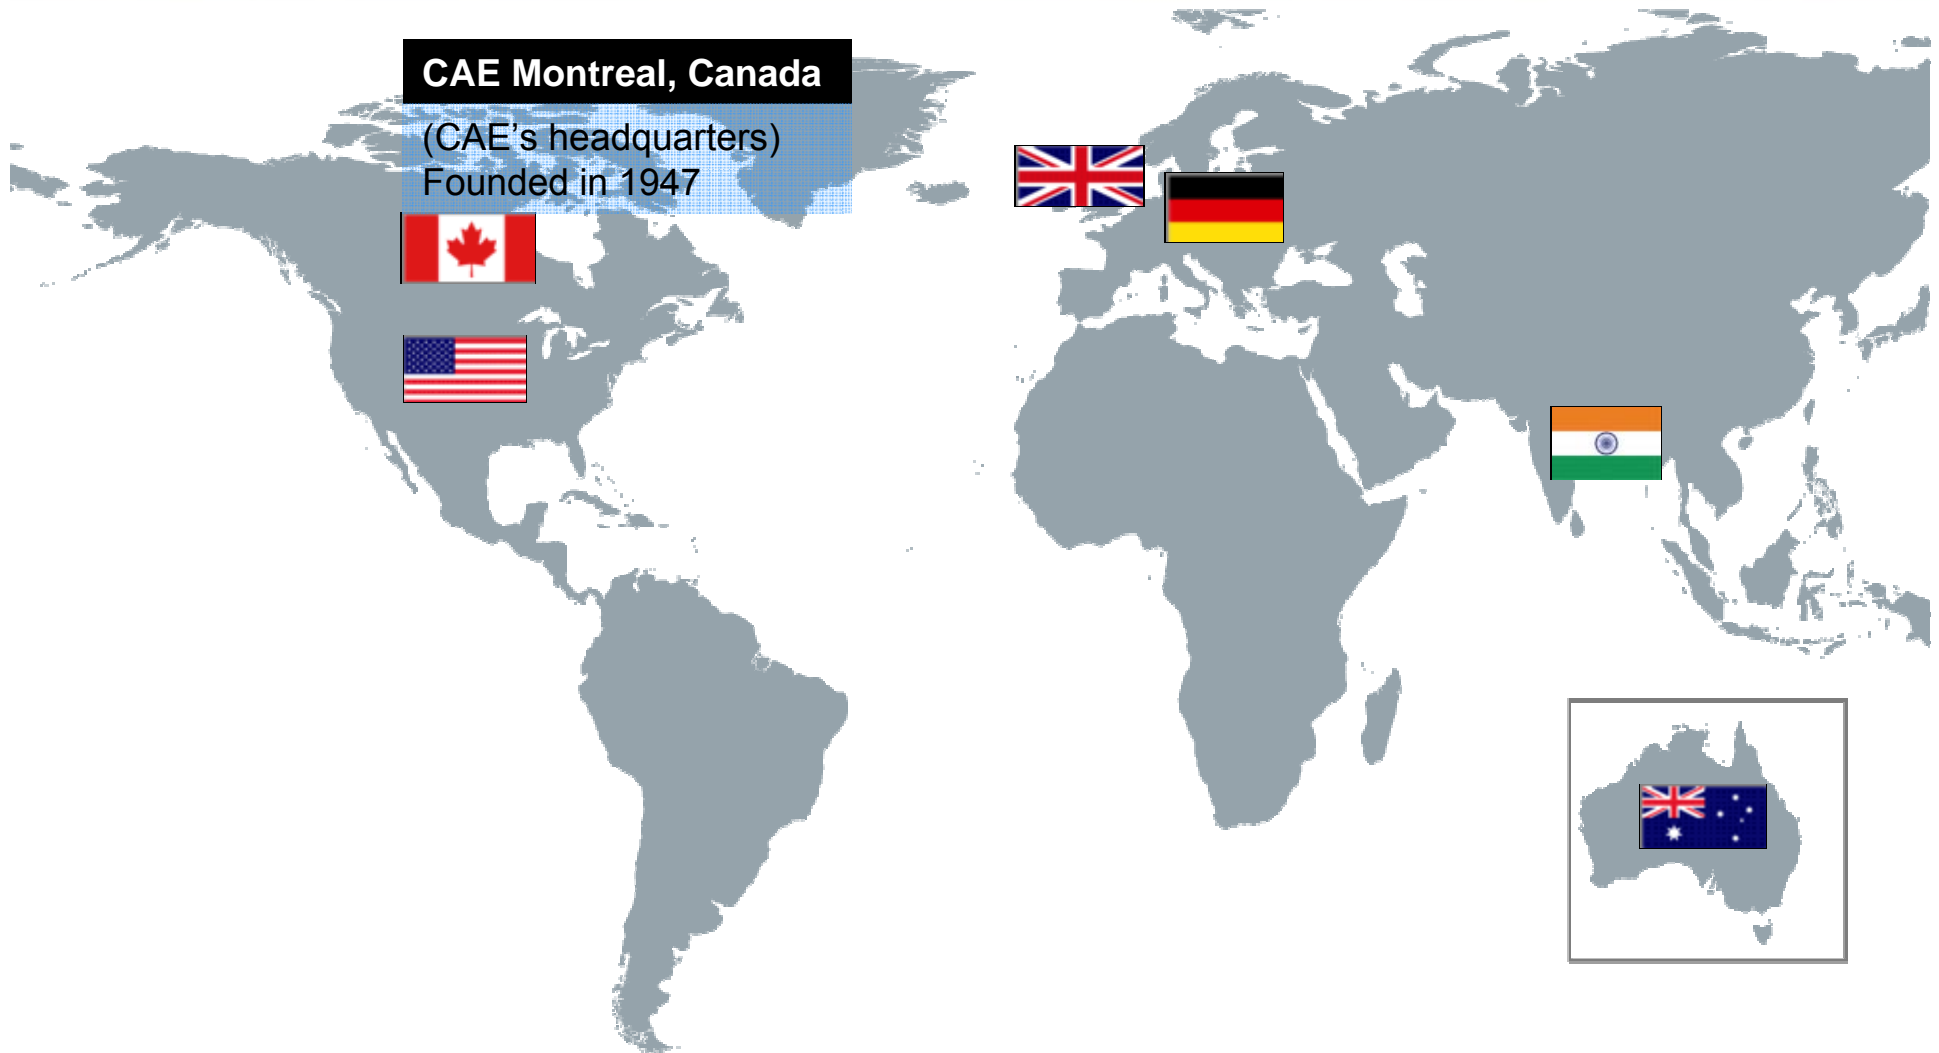 CAE Montreal, Canada
(CAE’s headquarters)
Founded in 1947